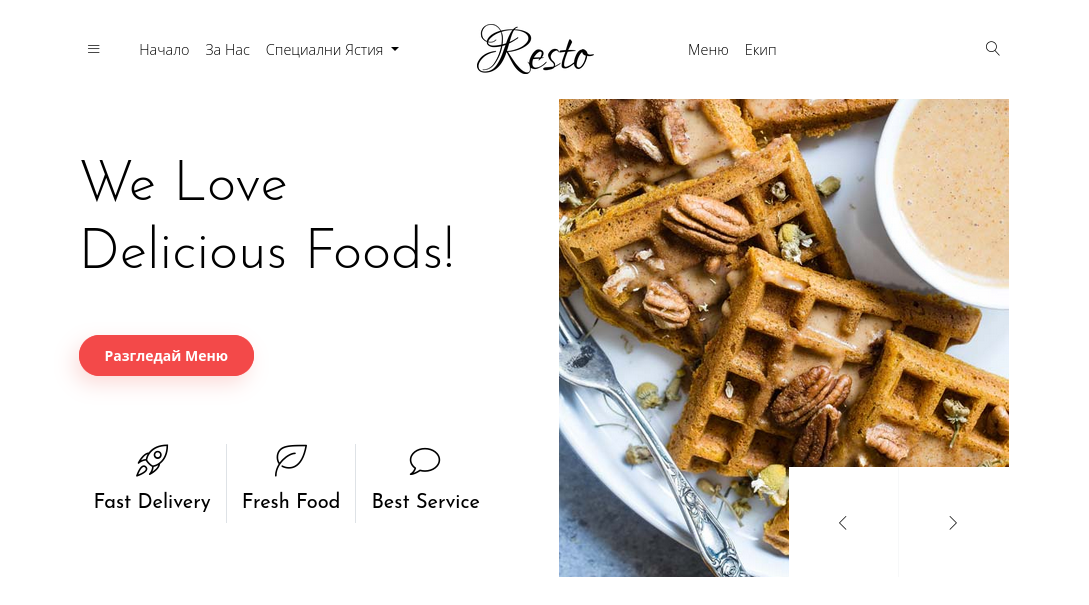 Начало За Нас Специални Ястия Resto Меню Екип
We Love
Delicious Foods!
Разгледай Меню
Fast Delivery Fresh Food Best Service